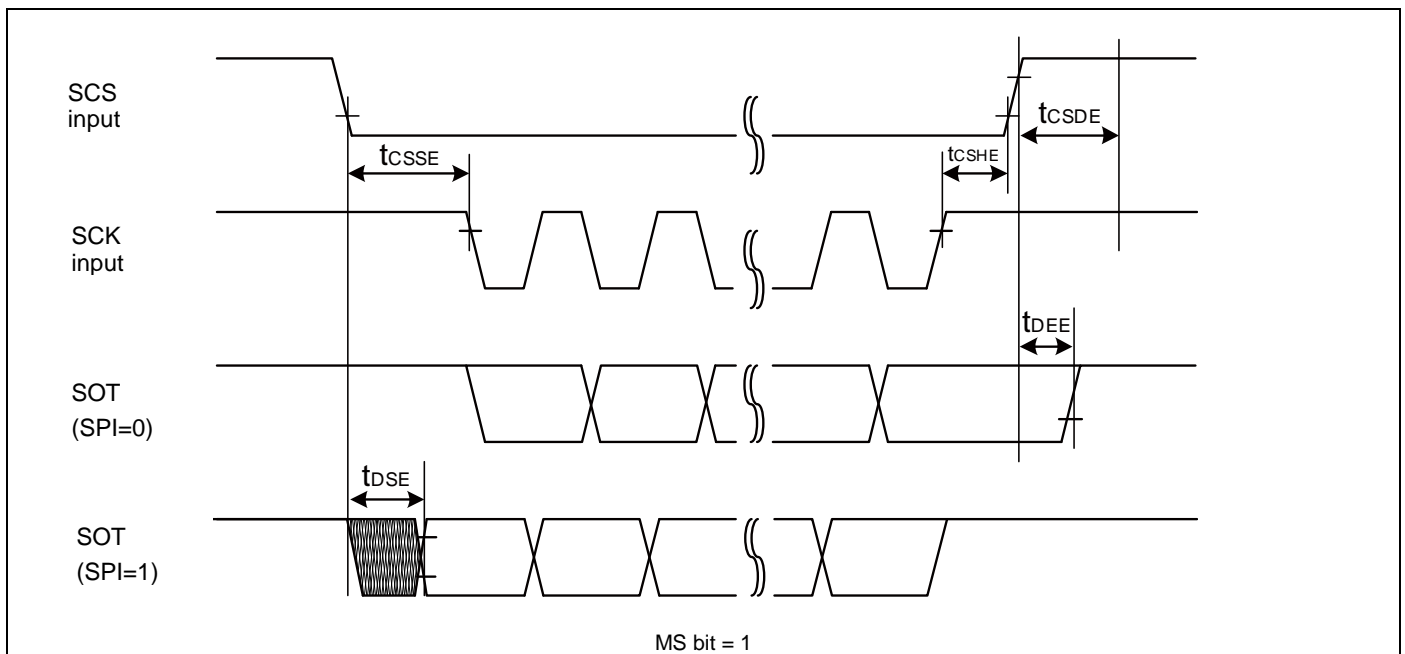 SCS
input
tCSSE
tCSHE
tCSDE
SCK
input
tDEE
SOT
(SPI=0)
tDSE
SOT
(SPI=1)
MS bit = 1